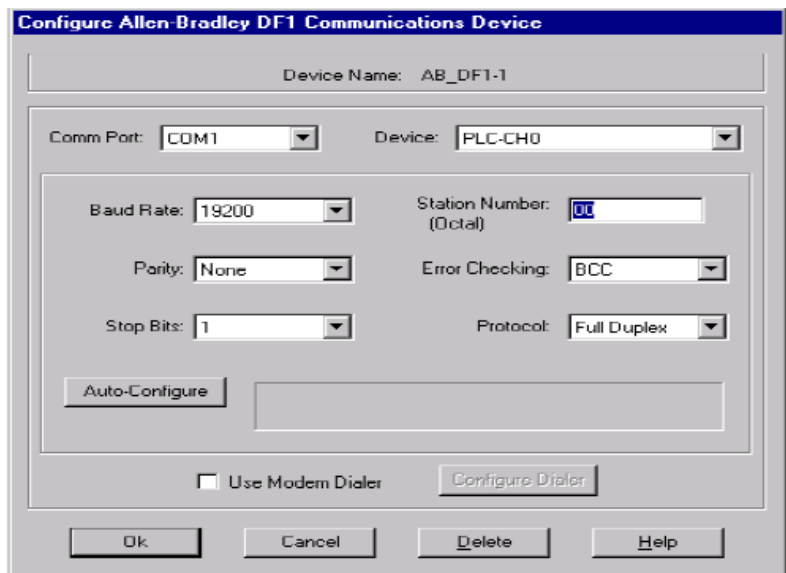 Configure Allen-Bradley DF1 Communications Device
Device Name: AB_DF1-1
Comm Port: COM1 Device: PLC-CH0
Baud Rate: 19200 Station Number: 00
(Octal)
Parity: None Error Checking: BCC
Stop Bits: 1 Protocol: Full Duplex
Auto-Configure
Use Modem Dialer Configure Dialer
Ok Cancel Delete Help